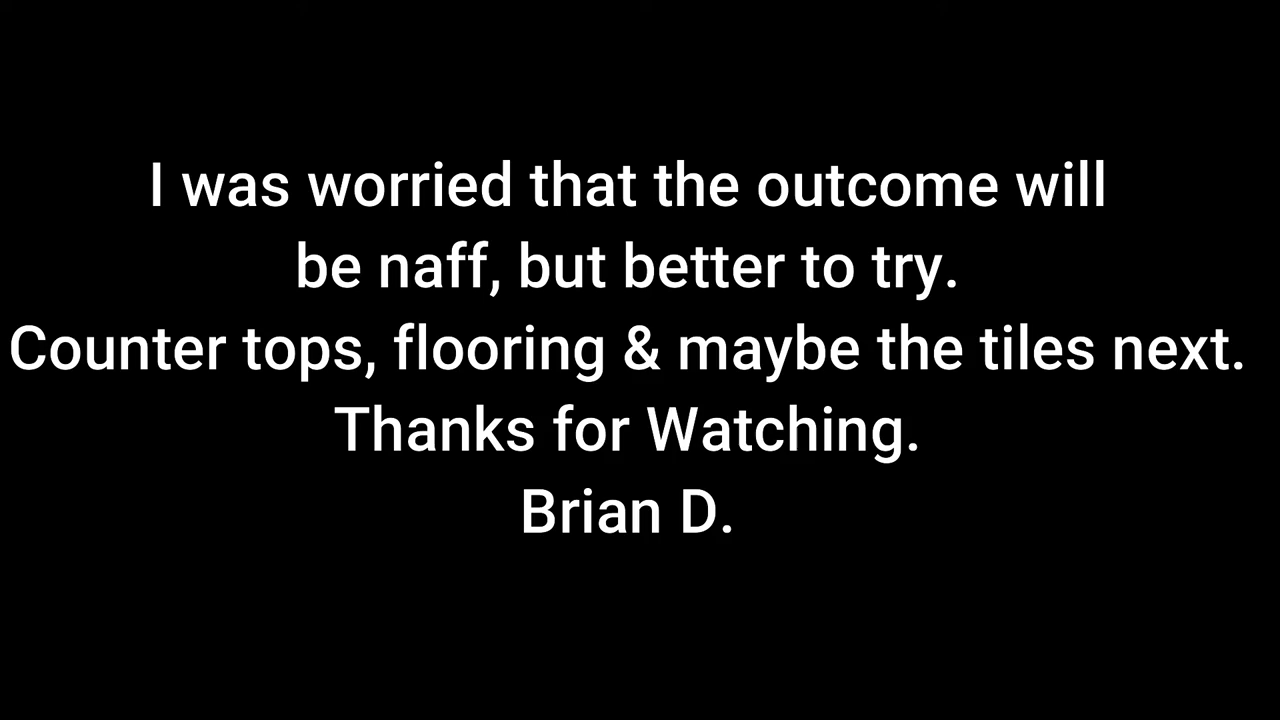 I was worried that the outcome will
be naff, but better to try.
Counter tops, flooring & maybe the tiles next.
Thanks for Watching.
Brian D.